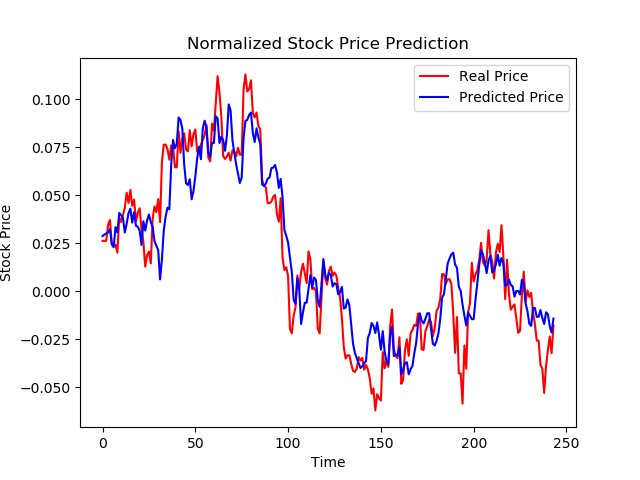 Normalized Stock Price Prediction
Real Price
Predicted Price
Stock Price
0.100
0.075
0.050
0.025
0.000
−0.025
−0.050
0 50 100 150 200 250
Time